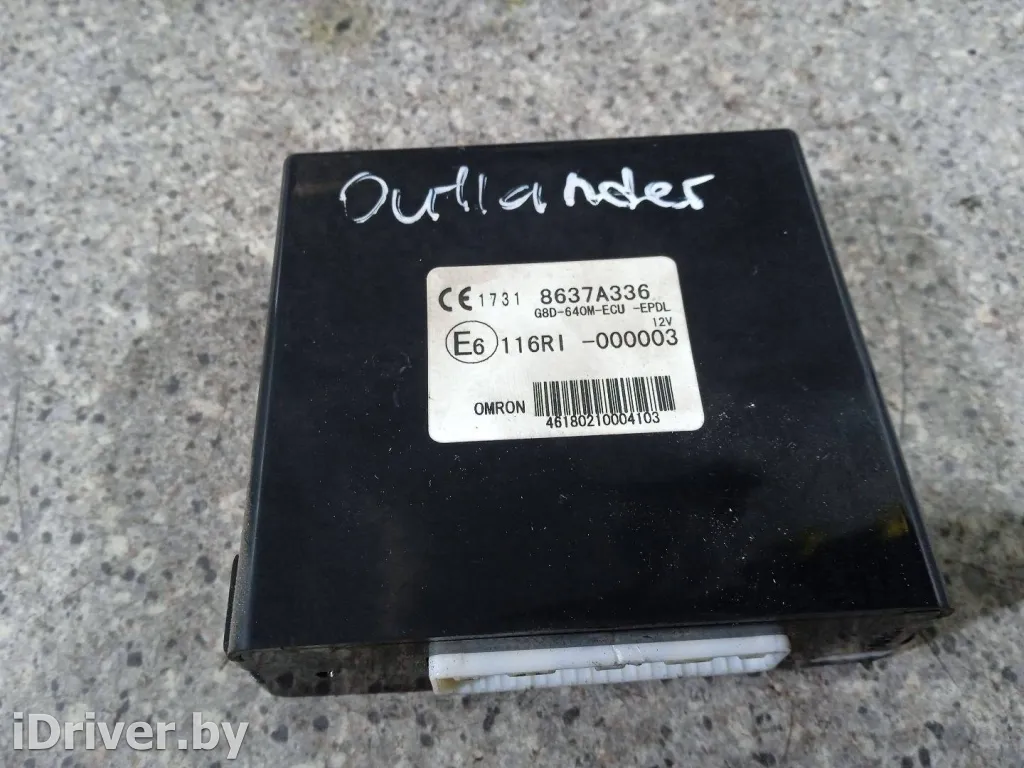 Outlander
CE 1731 8637A336
G8D-640M-ECU -EPDL
12V
E6 116RI -000003
OMRON
46180210004103
iDriver.by